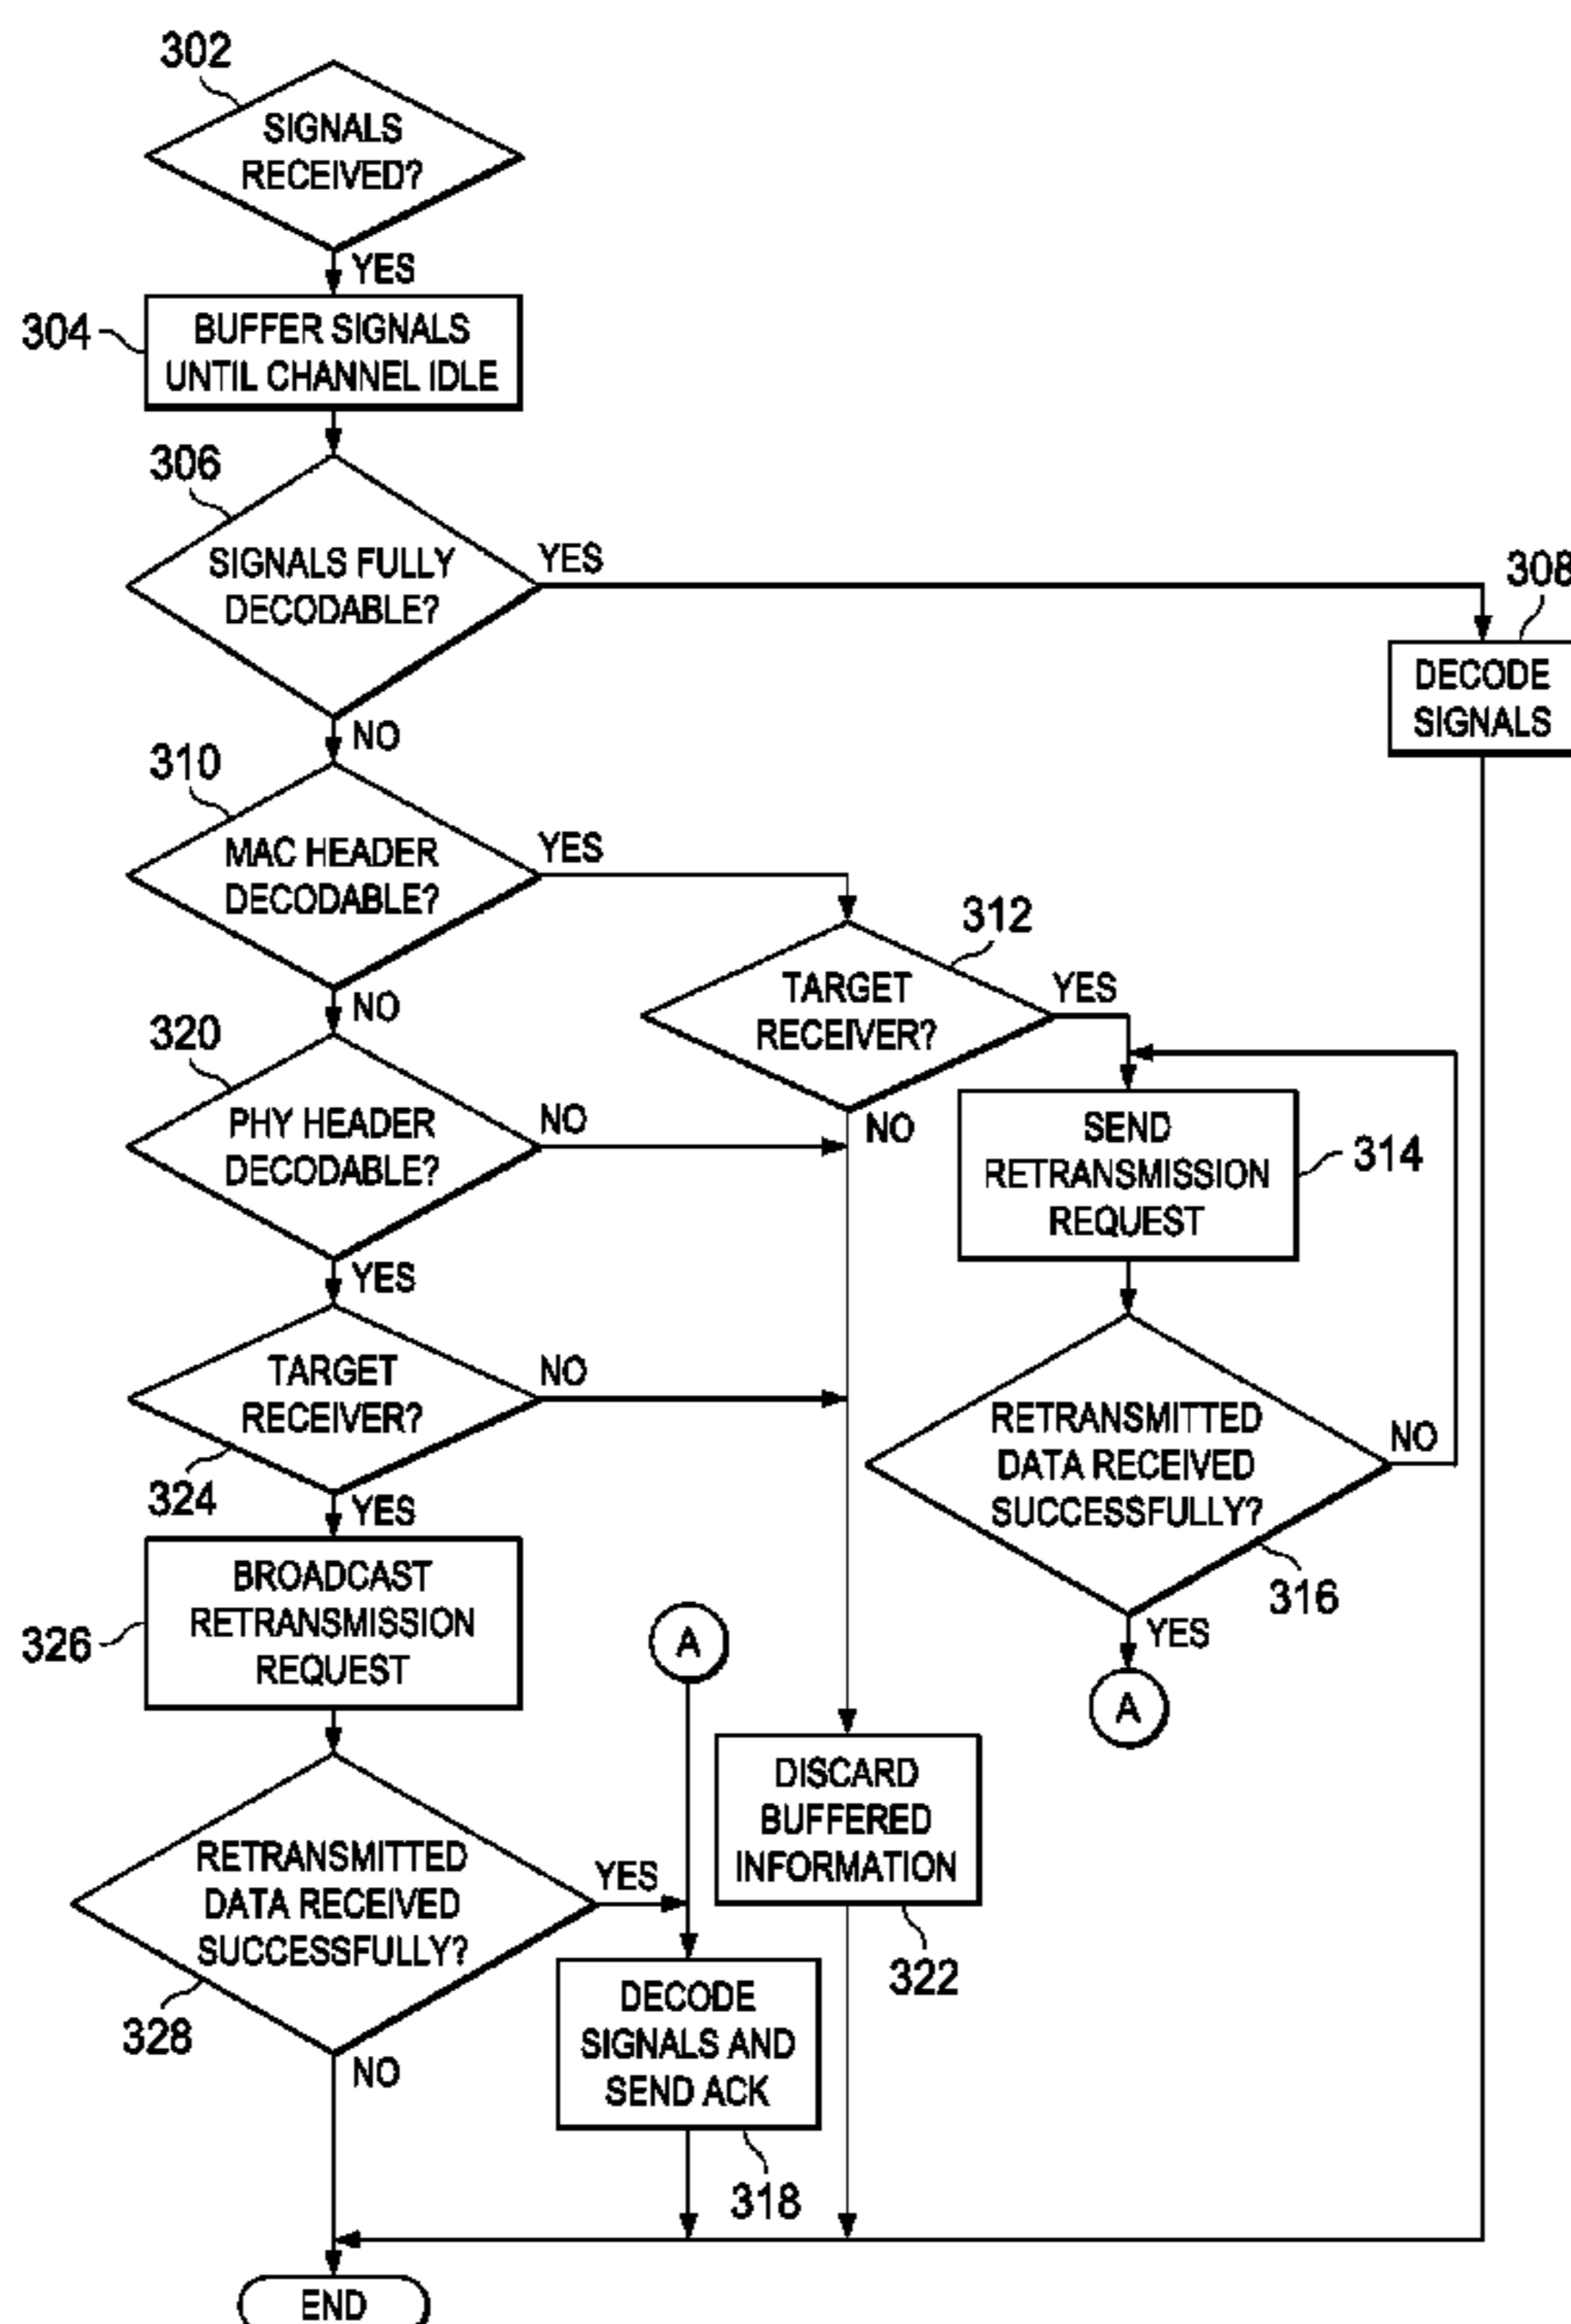 302
SIGNALS
RECEIVED?
YES
304
BUFFER SIGNALS
UNTIL CHANNEL IDLE
306
SIGNALS FULLY
DECODABLE?
YES
308
DECODE
SIGNALS
NO
310
MAC HEADER
DECODABLE?
YES
312
TARGET
RECEIVER?
YES
NO
NO
320
PHY HEADER
DECODABLE?
NO
SEND
RETRANSMISSION
REQUEST
314
YES
TARGET
RECEIVER?
NO
324
YES
RETRANSMITTED
DATA RECEIVED
SUCCESSFULLY?
NO
316
YES
A
326
BROADCAST
RETRANSMISSION
REQUEST
A
DISCARD
BUFFERED
INFORMATION
322
RETRANSMITTED
DATA RECEIVED
SUCCESSFULLY?
YES
328
NO
DECODE
SIGNALS AND
SEND ACK
318
END